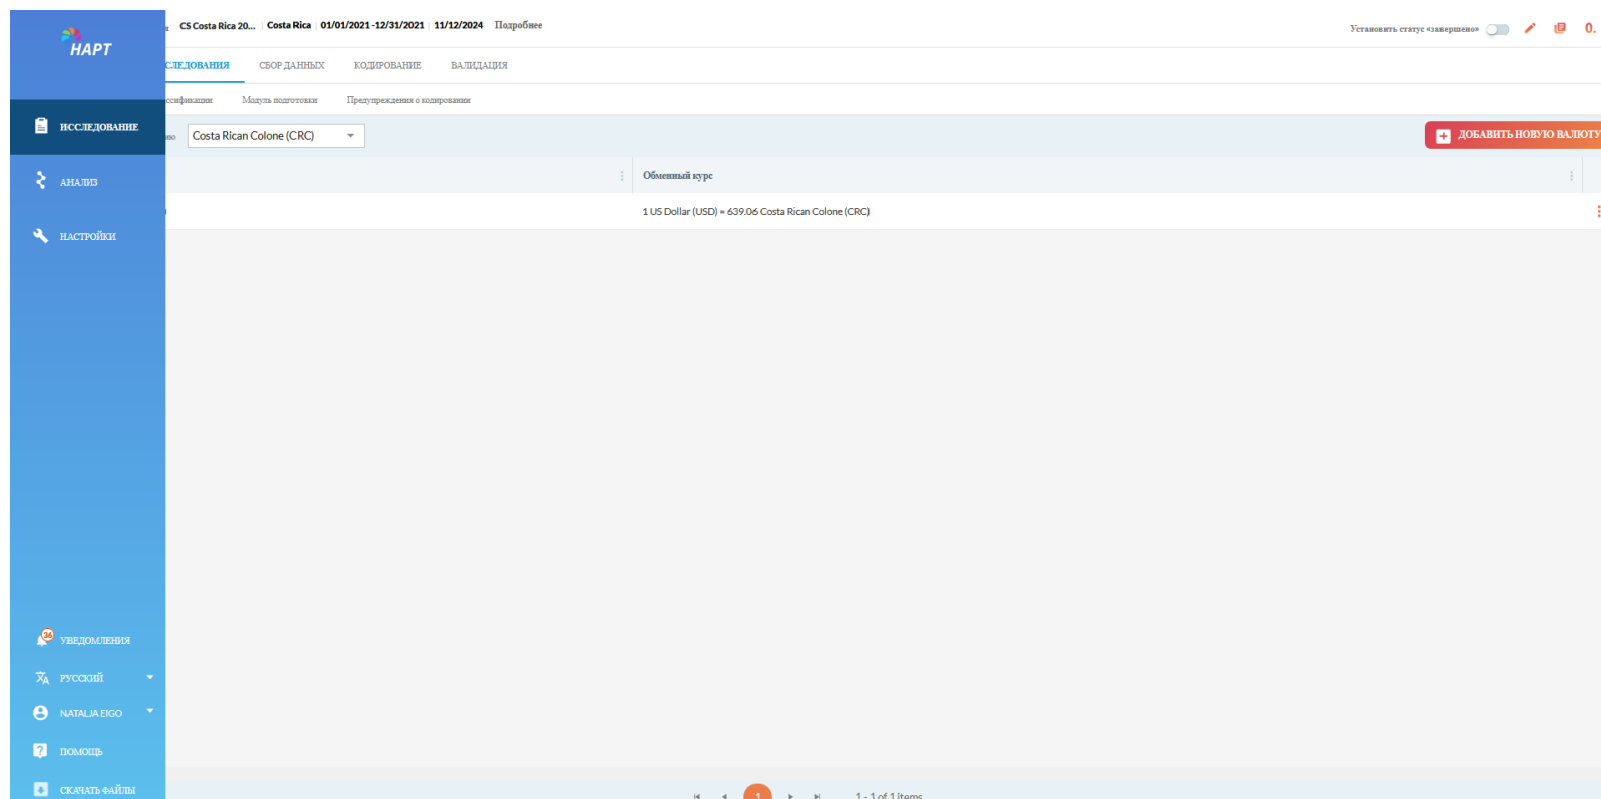 HAPT
CS Costa Rica 20... Costa Rica 01/01/2021 -12/31/2021 11/12/2024 Подробнее
Установить статус «завершено» 0.
СЛЕДОВАНИЯ СБОР ДАННЫХ КОДИРОВАНИЕ ВАЛИДАЦИЯ
ссификации Модуль подготовки Предупреждения о кодировании
ИССЛЕДОВАНИЕ
Costa Rican Colone (CRC)
ДОБАВИТЬ НОВУЮ ВАЛЮТУ
АНАЛИЗ
Обменный курс
1 US Dollar (USD) = 639.06 Costa Rican Colone (CRC)
НАСТРОЙКИ
36
УВЕДОМЛЕНИЯ
РУССКИЙ
NATALJA EIGO
ПОМОЩЬ
СКАЧАТЬ ФАЙЛЫ
1 1 - 1 of 1 items